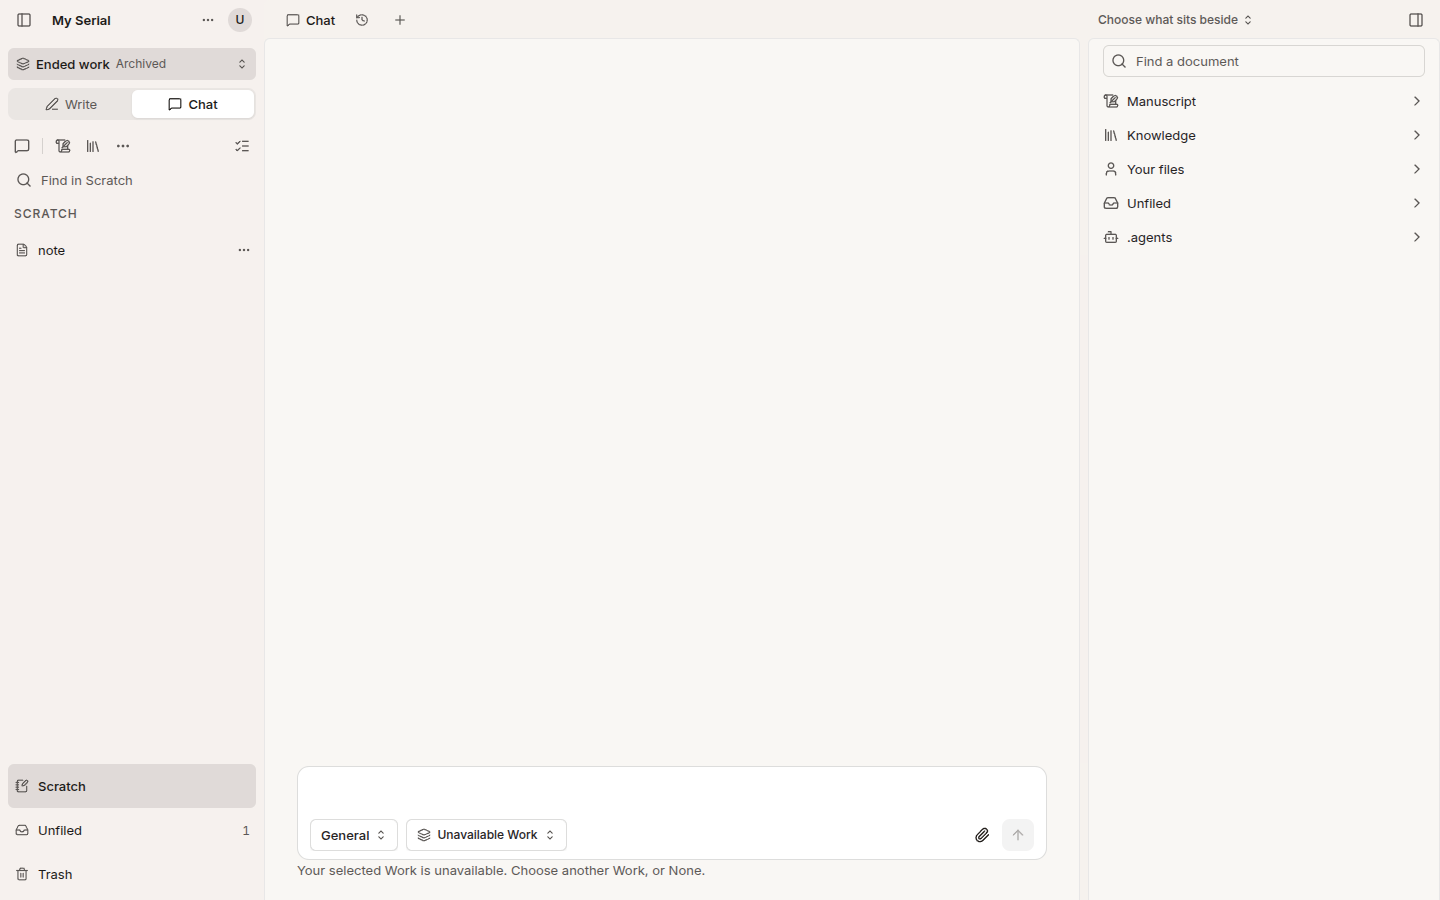 My Serial
U
Ended work Archived
Write
Chat
Find in Scratch
SCRATCH
note
Scratch
Unfiled 1
Trash
Chat
General
Unavailable Work
Your selected Work is unavailable. Choose another Work, or None.
Choose what sits beside
Find a document
Manuscript
Knowledge
Your files
Unfiled
.agents